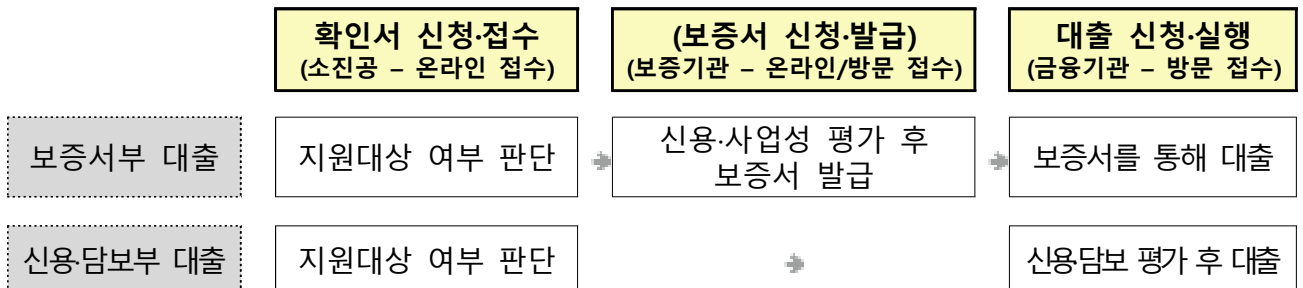 확인서 신청·접수
(소진공 – 온라인 접수)
(보증서 신청·발급)
(보증기관 – 온라인/방문 접수)
대출 신청·실행
(금융기관 – 방문 접수)
보증서부 대출
지원대상 여부 판단
신용·사업성 평가 후
보증서 발급
보증서를 통해 대출
신용·담보부 대출
지원대상 여부 판단
신용·담보 평가 후 대출